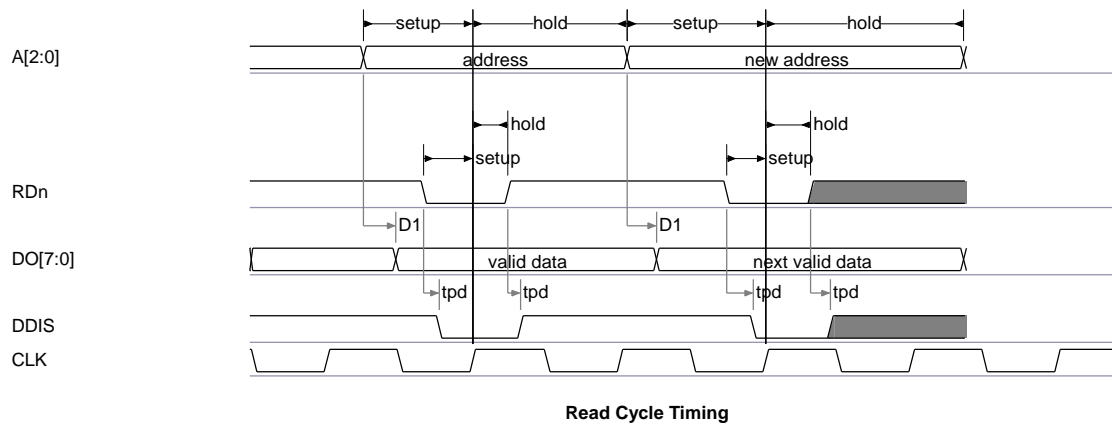 setup hold setup hold
A[2:0] address new address
hold hold
setup setup
RDn
D1 D1
DO[7:0] valid data next valid data
tpd tpd tpd tpd
DDIS
CLK
Read Cycle Timing